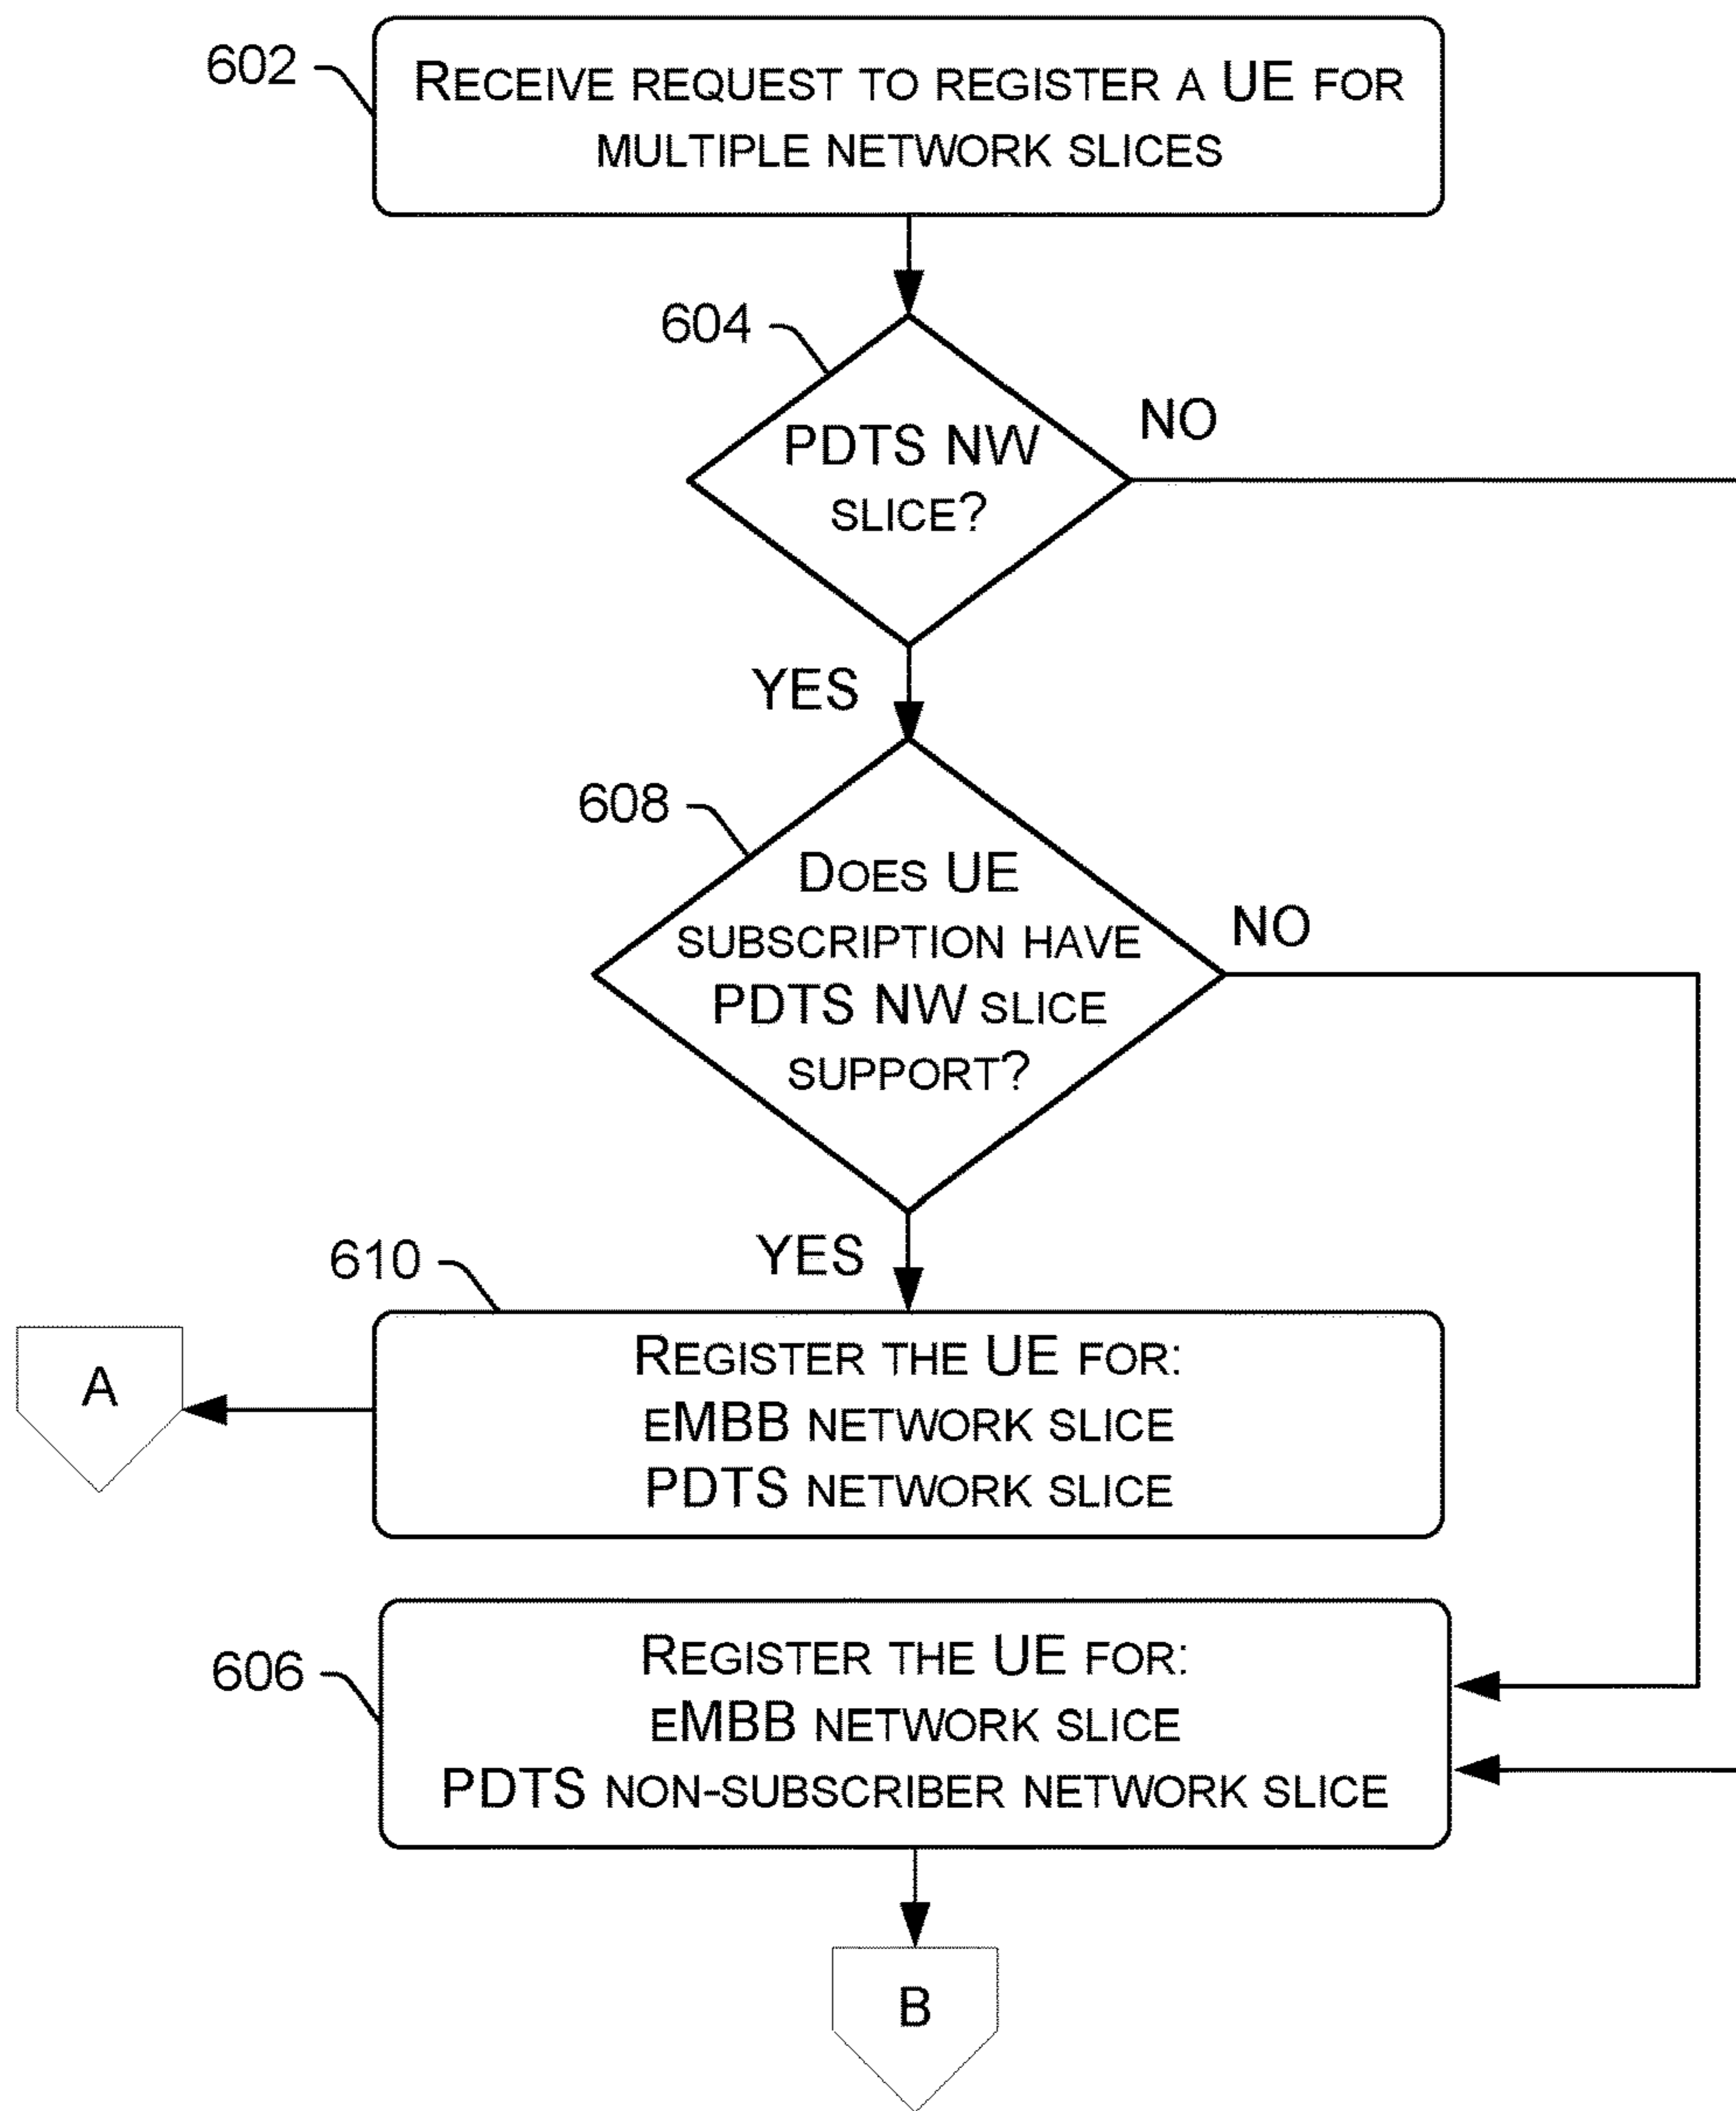 602
RECEIVE REQUEST TO REGISTER A UE FOR
MULTIPLE NETWORK SLICES
604
PDTS NW
SLICE?
NO
YES
608
DOES UE
SUBSCRIPTION HAVE
PDTS NW SLICE
SUPPORT?
NO
YES
610
REGISTER THE UE FOR:
EMBB NETWORK SLICE
PDTS NETWORK SLICE
A
606
REGISTER THE UE FOR:
EMBB NETWORK SLICE
PDTS NON-SUBSCRIBER NETWORK SLICE
B